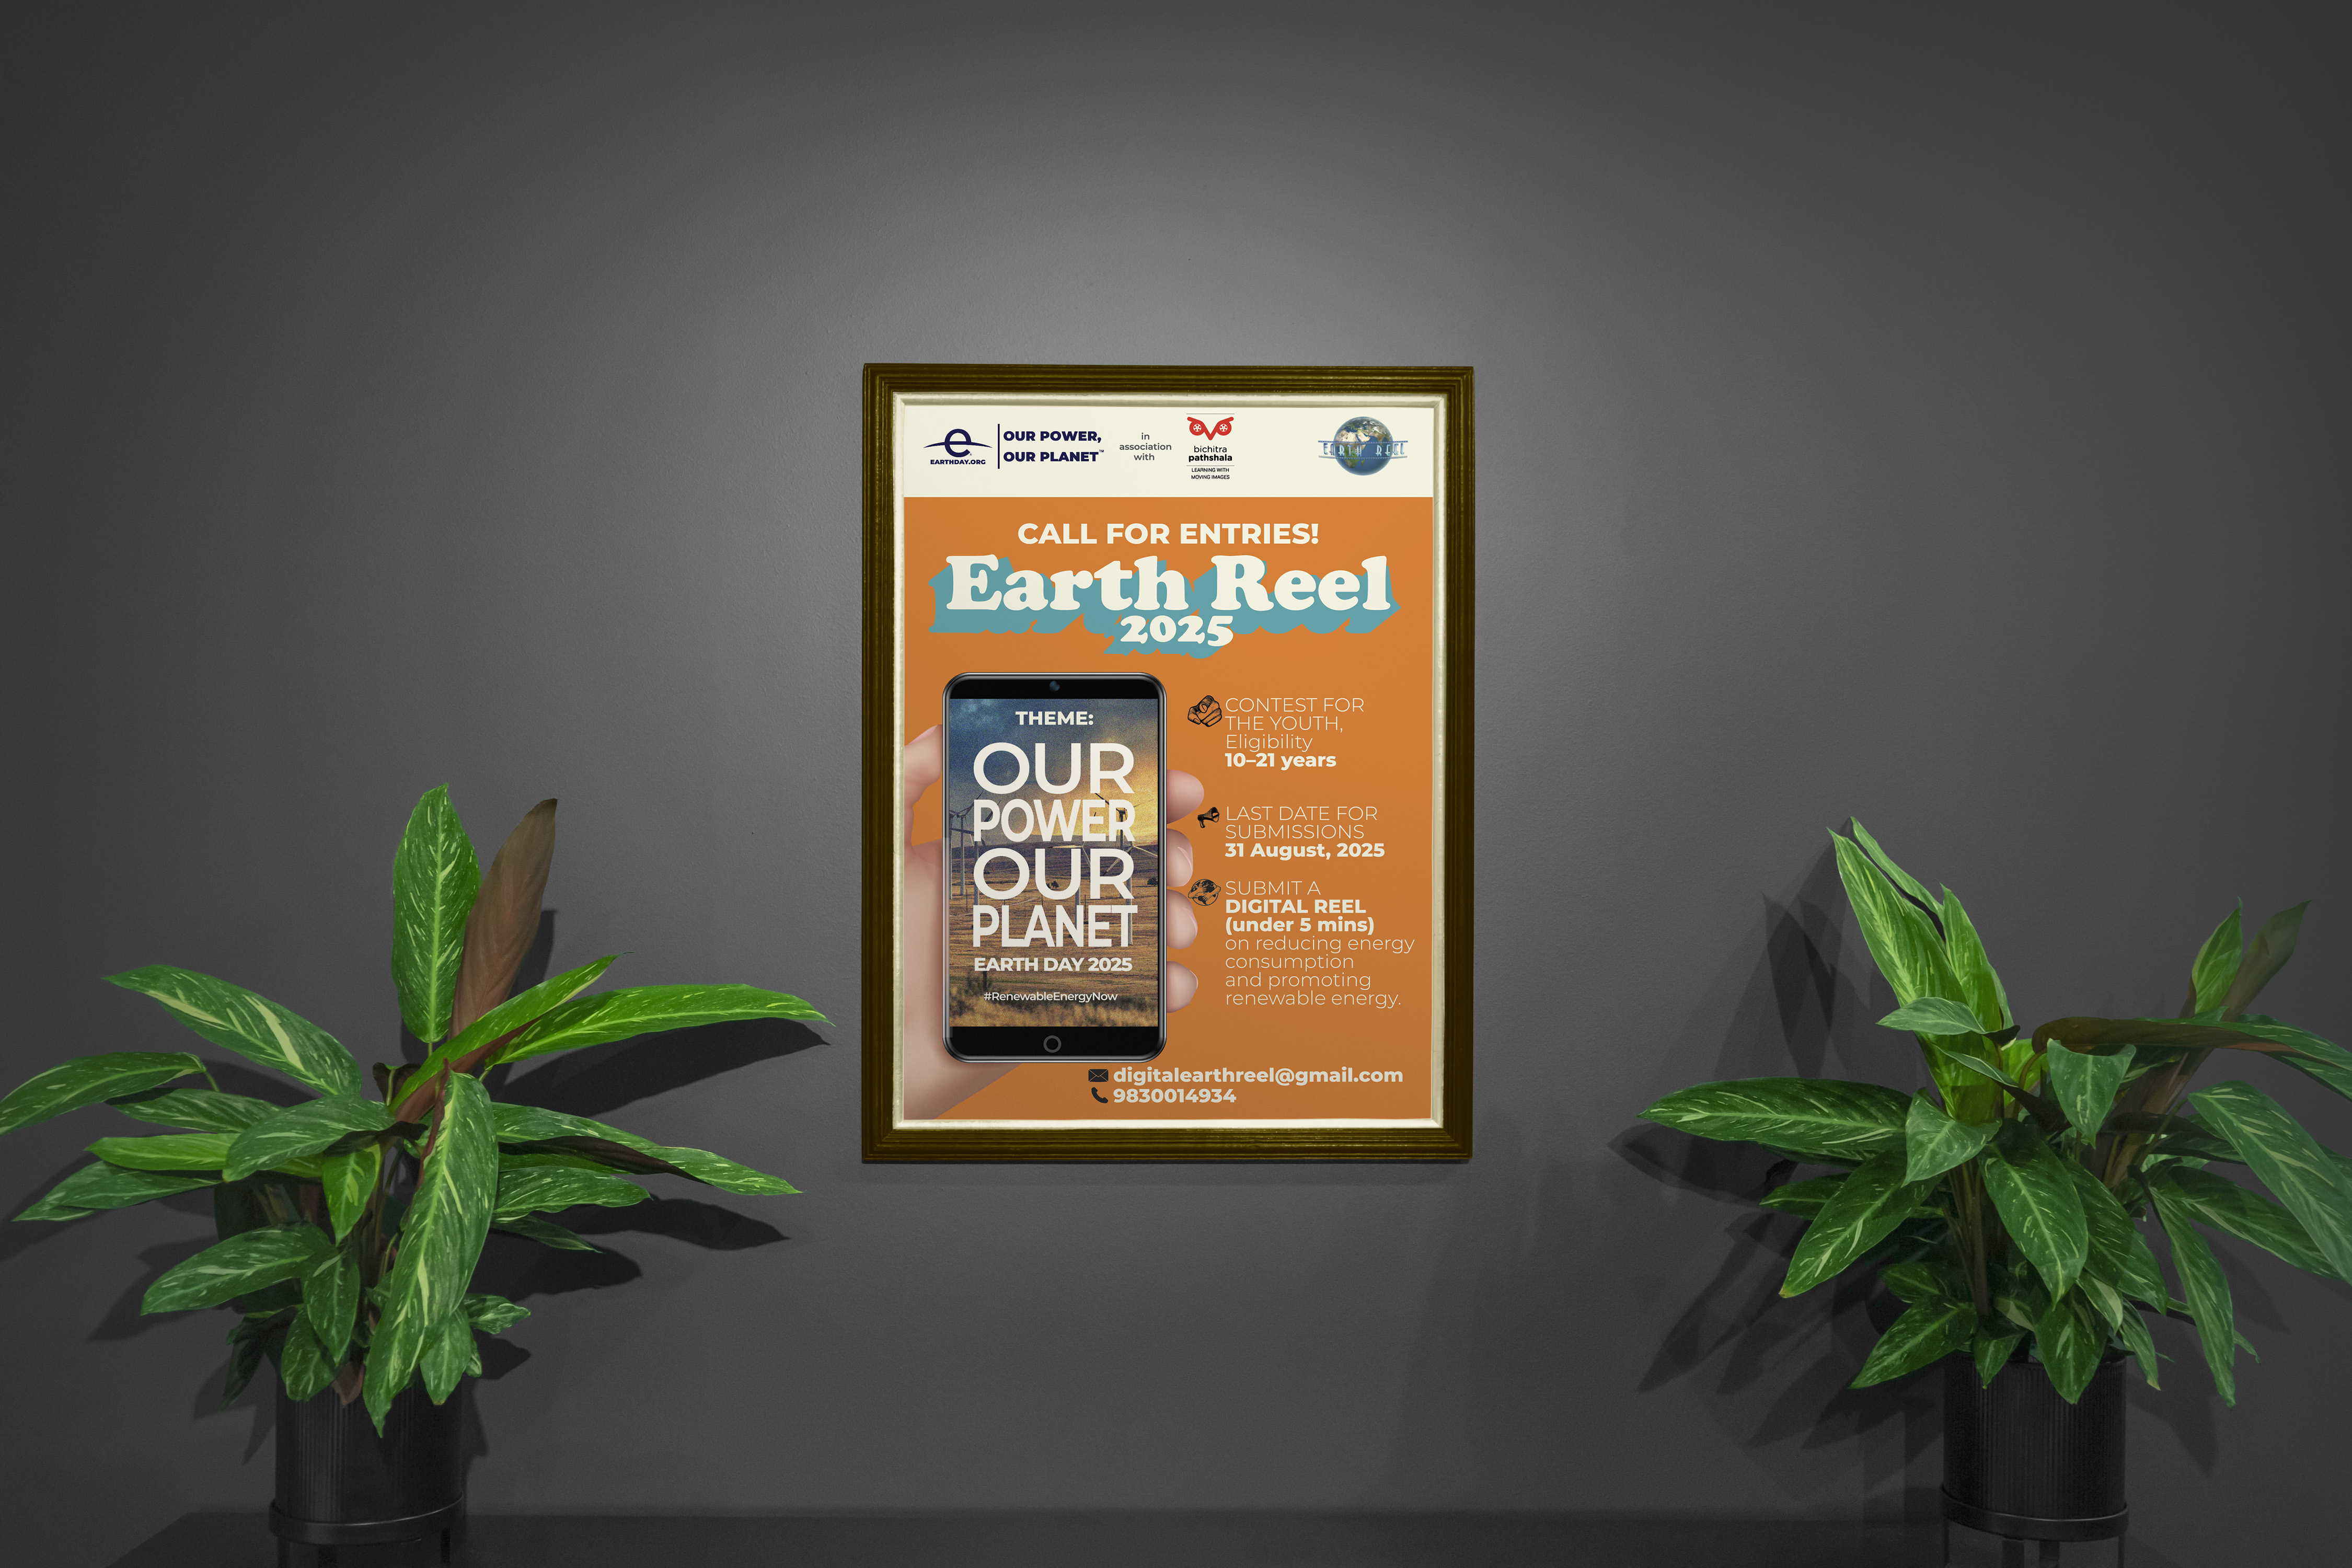 e
EARTHDAY.ORG
OUR POWER,
OUR PLANET™
in
association
with
bichitra
pathshala
LEARNING WITH
MOVING IMAGES
EARTH REEL
CALL FOR ENTRIES!
Earth Reel
2025
THEME:
OUR
POWER
OUR
PLANET
EARTH DAY 2025
#RenewableEnergyNow
CONTEST FOR
THE YOUTH,
Eligibility
10–21 years
LAST DATE FOR
SUBMISSIONS
31 August, 2025
SUBMIT A
DIGITAL REEL
(under 5 mins)
on reducing energy
consumption
and promoting
renewable energy.
digitalearthreel@gmail.com
9830014934